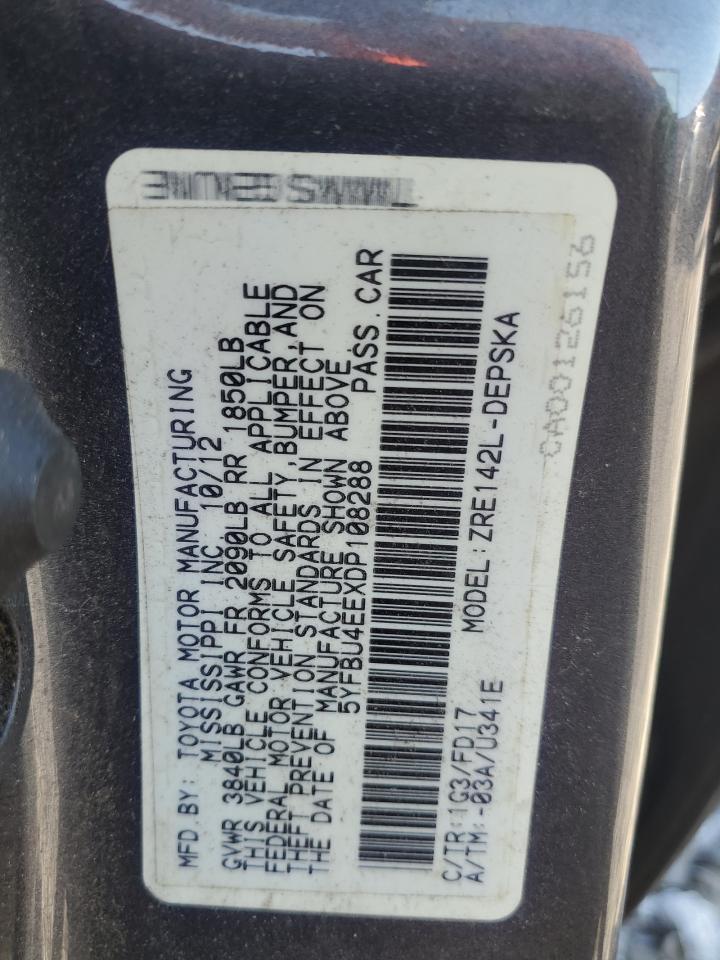 MFD. BY: TOYOTA MOTOR MANUFACTURING
MISSISSIPPI INC 10/12
GVWR 3840LB GAWR FR 2090LB RR 1850LB
THIS VEHICLE CONFORMS TO ALL APPLICABLE
FEDERAL MOTOR VEHICLE SAFETY, BUMPER, AND
THEFT PREVENTION STANDARDS IN EFFECT ON
THE DATE OF MANUFACTURE SHOWN ABOVE.
5YFBU4EEXDP108288 PASS. CAR
C/TR: 1G3/FD17 MODEL: ZRE142L-DEPSKA
A/TM: -03A/U341E
CA00126156